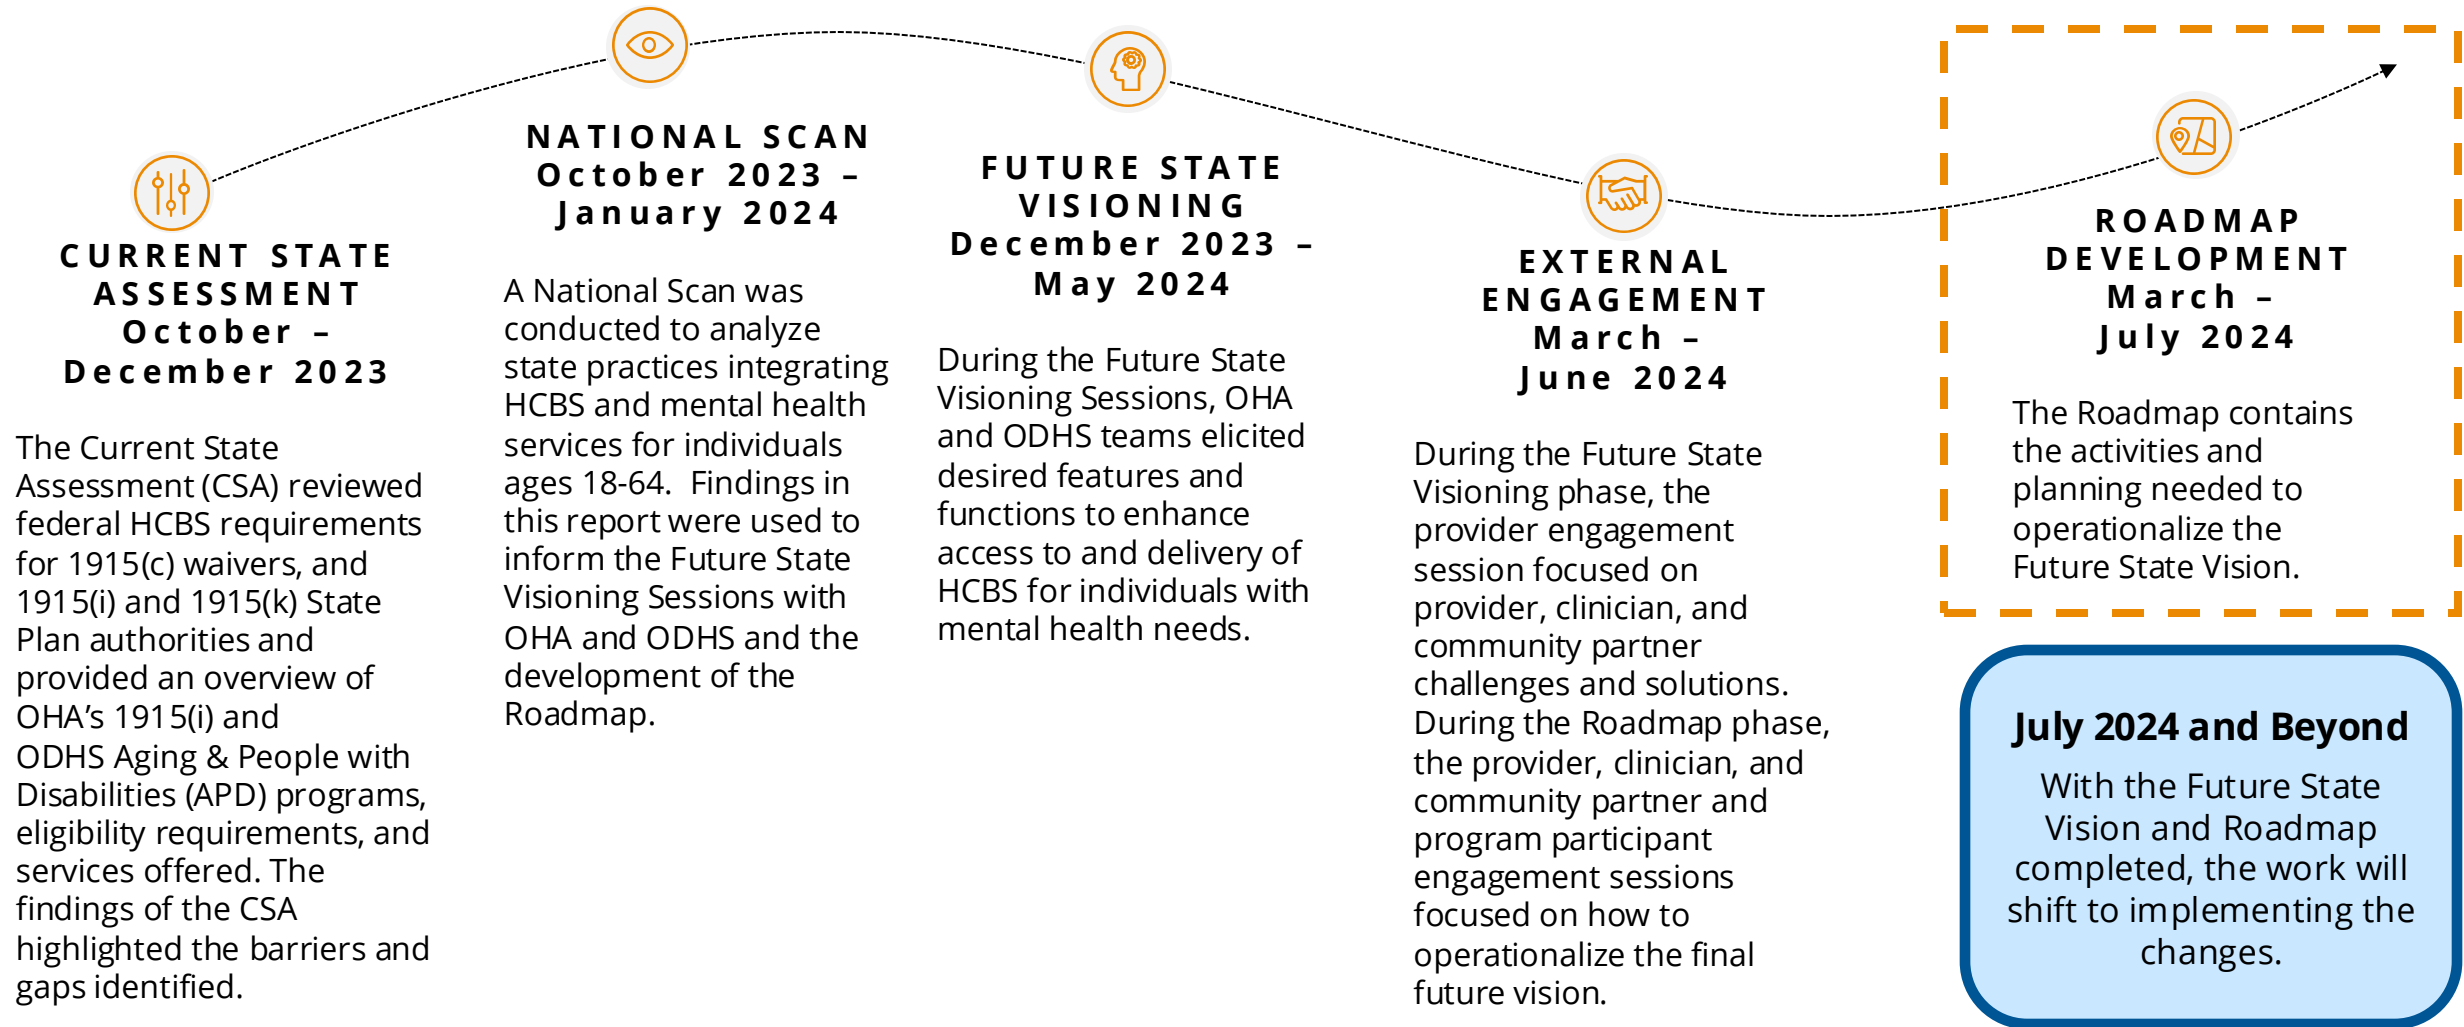 CURRENT STATE
ASSESSMENT
October –
December 2023
The Current State
Assessment (CSA) reviewed
federal HCBS requirements
for 1915(c) waivers, and
1915(i) and 1915(k) State
Plan authorities and
provided an overview of
OHA’s 1915(i) and
ODHS Aging & People with
Disabilities (APD) programs,
eligibility requirements, and
services offered. The
findings of the CSA
highlighted the barriers and
gaps identified.
NATIONAL SCAN
October 2023 –
January 2024
A National Scan was
conducted to analyze
state practices integrating
HCBS and mental health
services for individuals
ages 18-64.  Findings in
this report were used to
inform the Future State
Visioning Sessions with
OHA and ODHS and the
development of the
Roadmap.
FUTURE STATE
VISIONING
December 2023 –
May 2024
During the Future State
Visioning Sessions, OHA
and ODHS teams elicited
desired features and
functions to enhance
access to and delivery of
HCBS for individuals with
mental health needs.
EXTERNAL
ENGAGEMENT
March –
June 2024
During the Future State
Visioning phase, the
provider engagement
session focused on
provider, clinician, and
community partner
challenges and solutions.
During the Roadmap phase,
the provider, clinician, and
community partner and
program participant
engagement sessions
focused on how to
operationalize the final
future vision.
ROADMAP
DEVELOPMENT
March –
July 2024
The Roadmap contains
the activities and
planning needed to
operationalize the
Future State Vision.
July 2024 and Beyond
With the Future State
Vision and Roadmap
completed, the work will
shift to implementing the
changes.